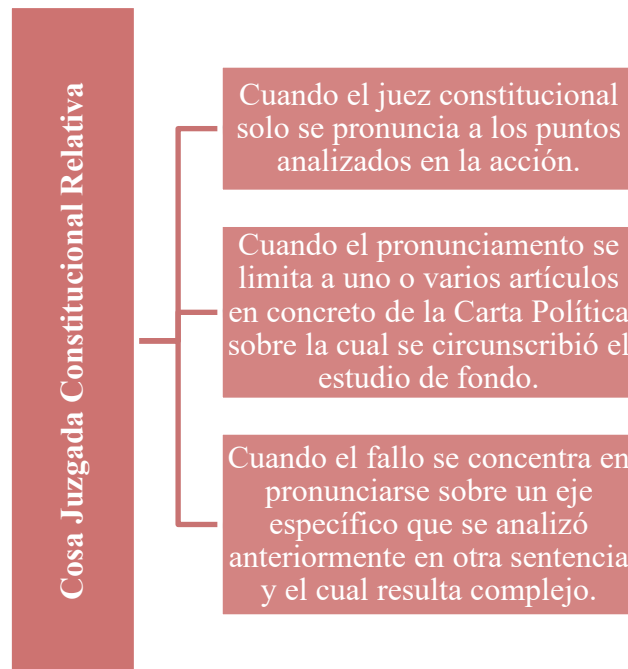 Cosa Juzgada Constitucional Relativa
Cuando el juez constitucional
solo se pronuncia a los puntos
analizados en la acción.
Cuando el pronunciamento se
limita a uno o varios artículos
en concreto de la Carta Política
sobre la cual se circunscribió el
estudio de fondo.
Cuando el fallo se concentra en
pronunciarse sobre un eje
específico que se analizó
anteriormente en otra sentencia
y el cual resulta complejo.